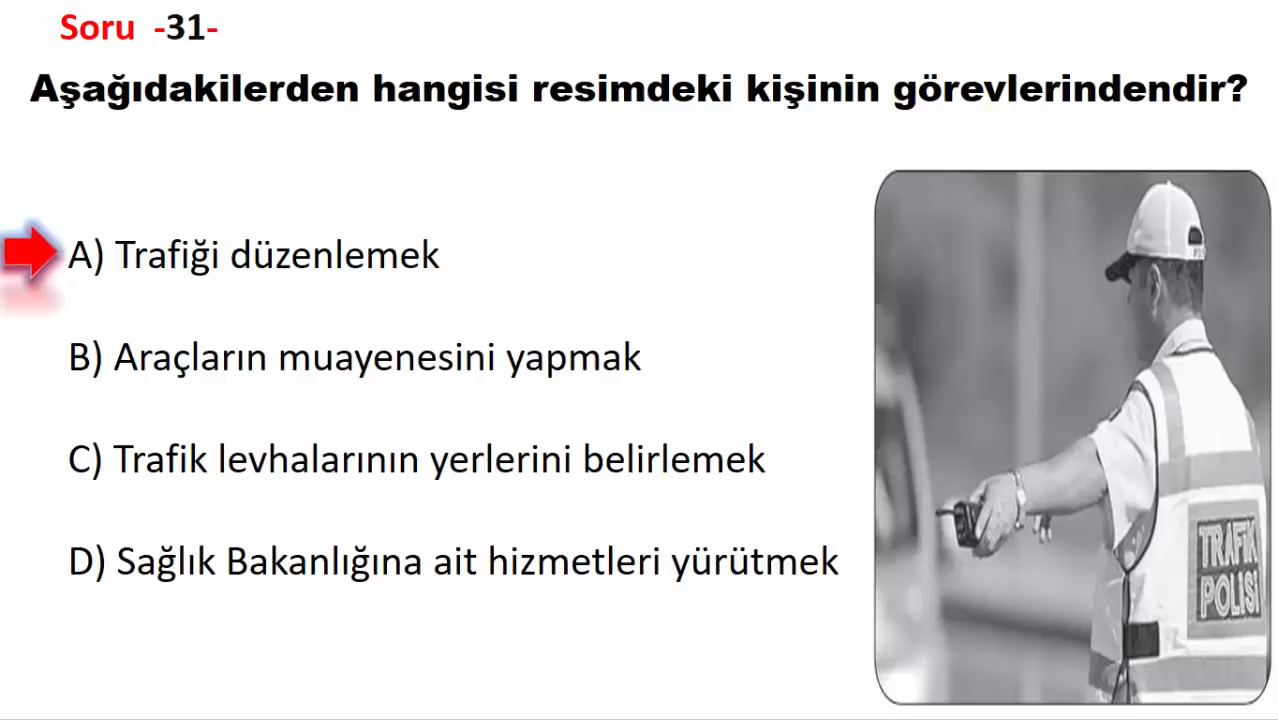 Soru -31-
Aşağıdakilerden hangisi resimdeki kişinin görevlerindendir?
A) Trafiği düzenlemek
B) Araçların muayenesini yapmak
C) Trafik levhalarının yerlerini belirlemek
D) Sağlık Bakanlığına ait hizmetleri yürütmek
TRAFİK
POLİSİ